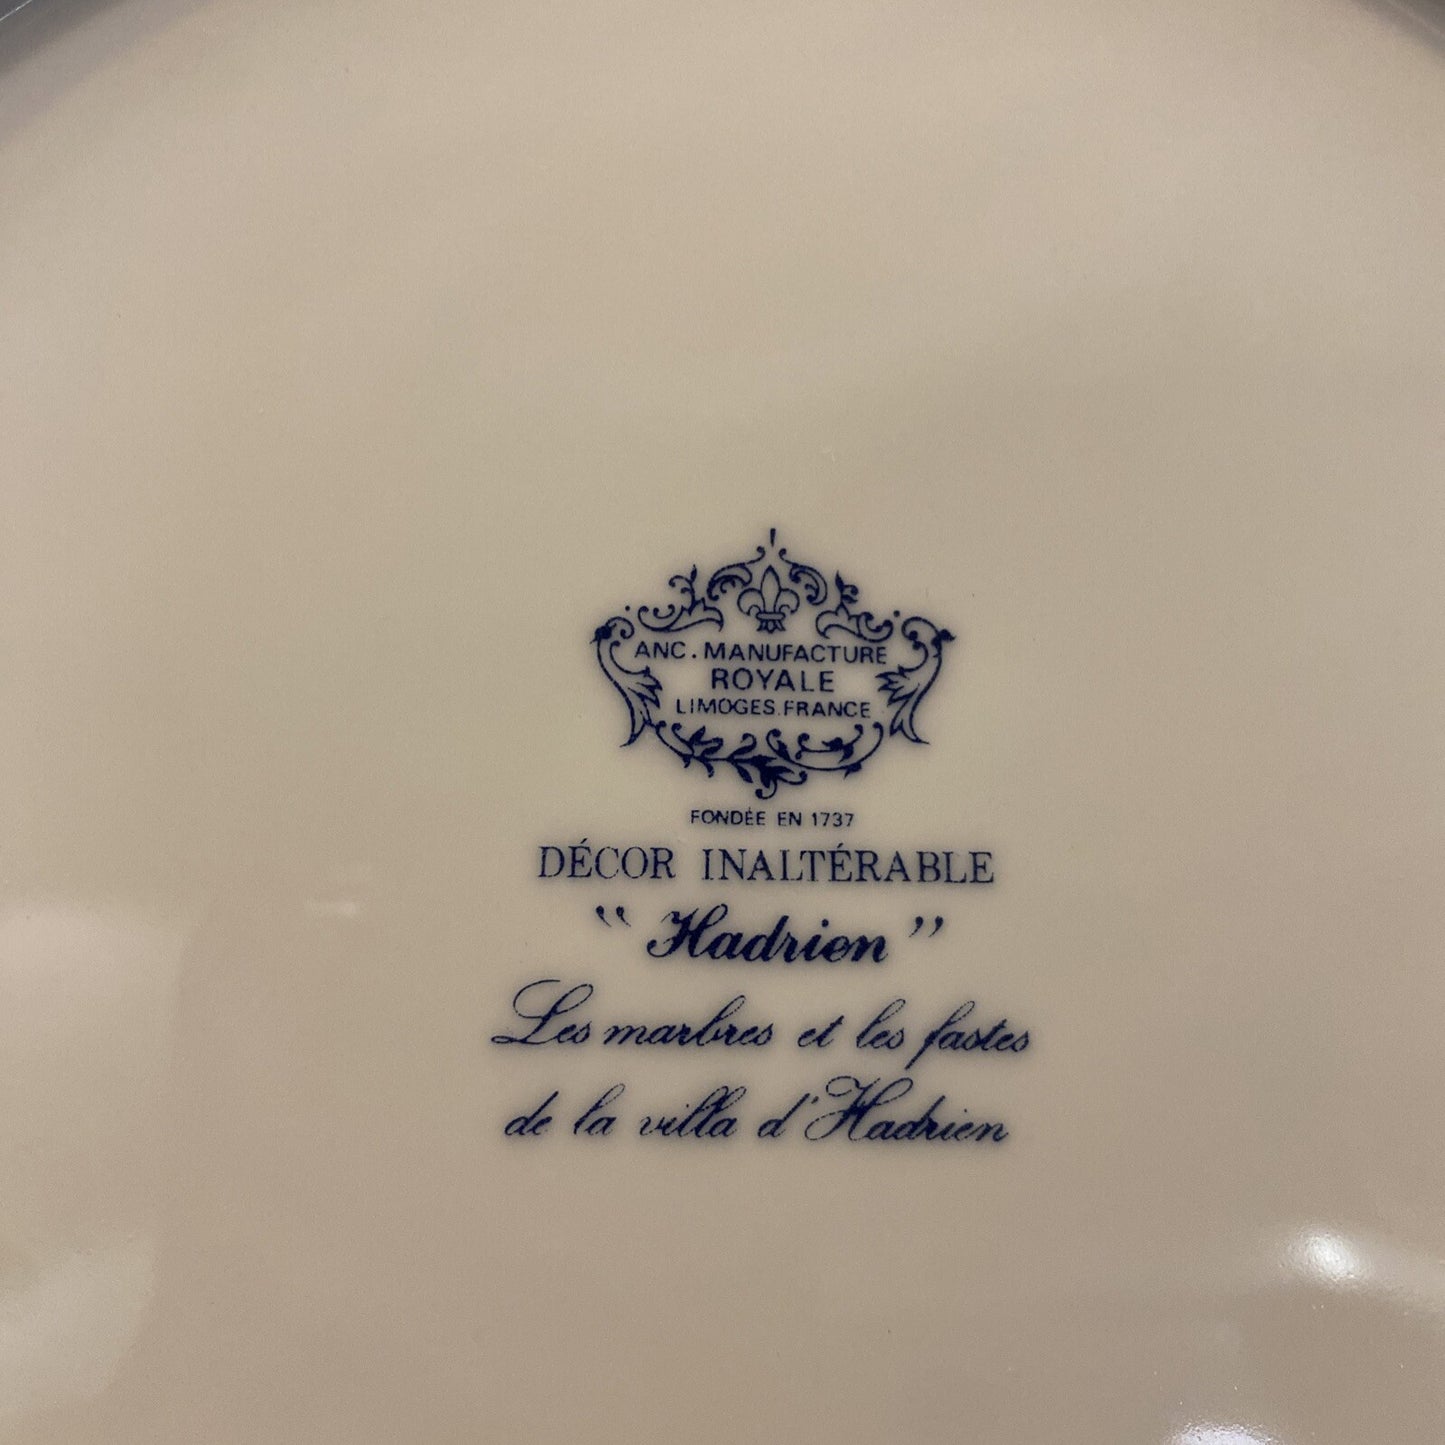 ANC. MANUFACTURE
ROYALE
LIMOGES.FRANCE
FONDÉE EN 1737
DÉCOR INALTÉRABLE
“Hadrien”
Les marbres et les fastes
de la villa d'Hadrien